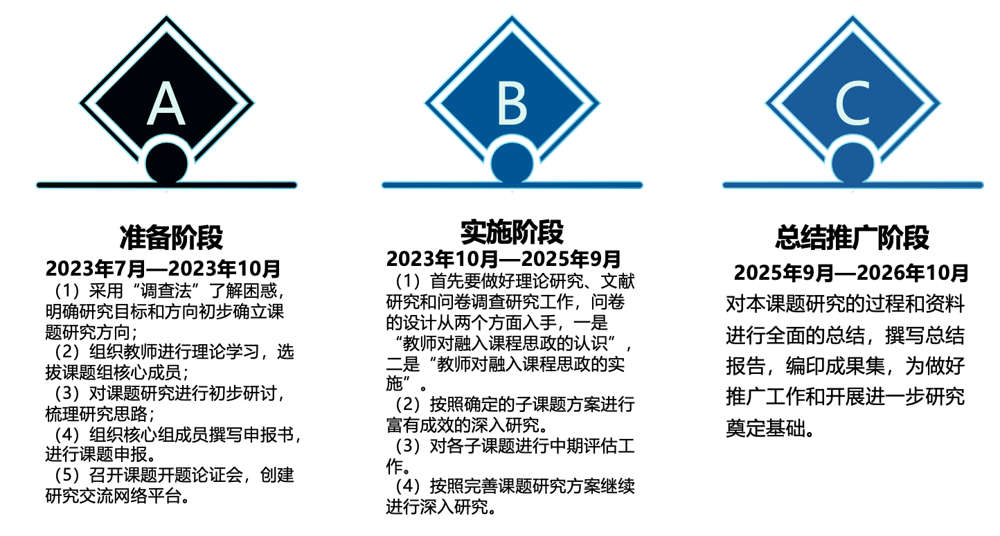 A
准备阶段
2023年7月—2023年10月
（1）采用“调查法”了解困惑，
明确研究目标和方向初步确立课
题研究方向；
（2）组织教师进行理论学习，选
拔课题组核心成员；
（3）对课题研究进行初步研讨，
梳理研究思路；
（4）组织核心组成员撰写申报书，
进行课题申报。
（5）召开课题开题论证会，创建
研究交流网络平台。
B
实施阶段
2023年10月—2025年9月
（1）首先要做好理论研究、文献
研究和问卷调查研究工作，问卷
的设计从两个方面入手，一是
“教师对融入课程思政的认识”，
二是“教师对融入课程思政的实
施”。
（2）按照确定的子课题方案进行
富有成效的深入研究。
（3）对各子课题进行中期评估工
作。
（4）按照完善课题研究方案继续
进行深入研究。
C
总结推广阶段
2025年9月—2026年10月
对本课题研究的过程和资料
进行全面的总结，撰写总结
报告，编印成果集，为做好
推广工作和开展进一步研究
奠定基础。